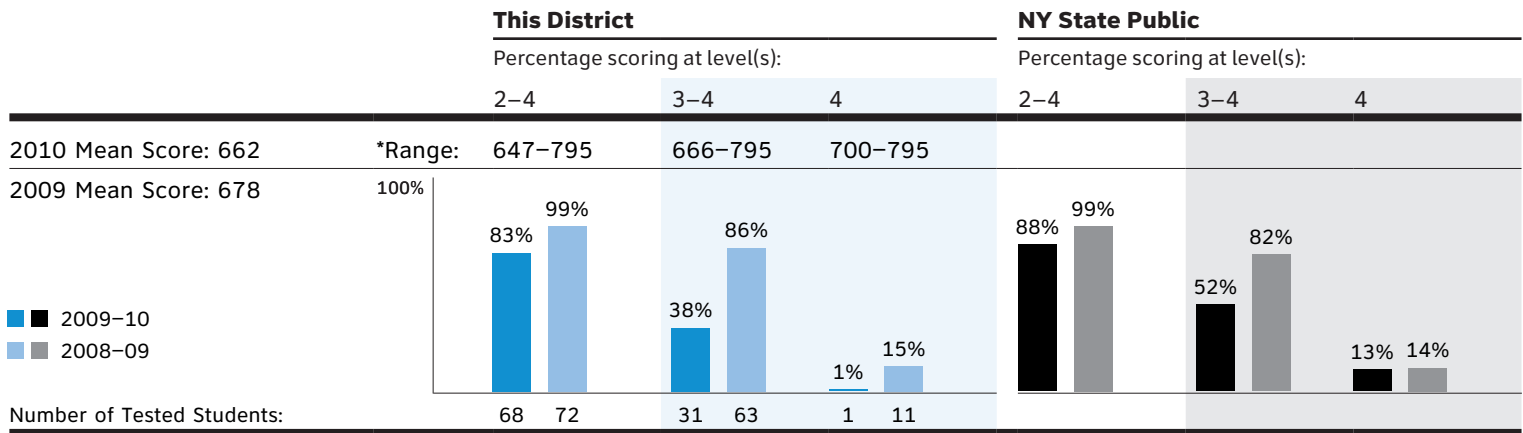 This District NY State Public
Percentage scoring at level(s): Percentage scoring at level(s):
2–4 3–4 4 2–4 3–4 4
2010 Mean Score: 662 *Range: 647–795 666–795 700–795
2009 Mean Score: 678 100%
83% 99% 38% 86% 1% 15% 88% 99% 52% 82% 13% 14%
2009–10
2008–09
Number of Tested Students: 68 72 31 63 1 11